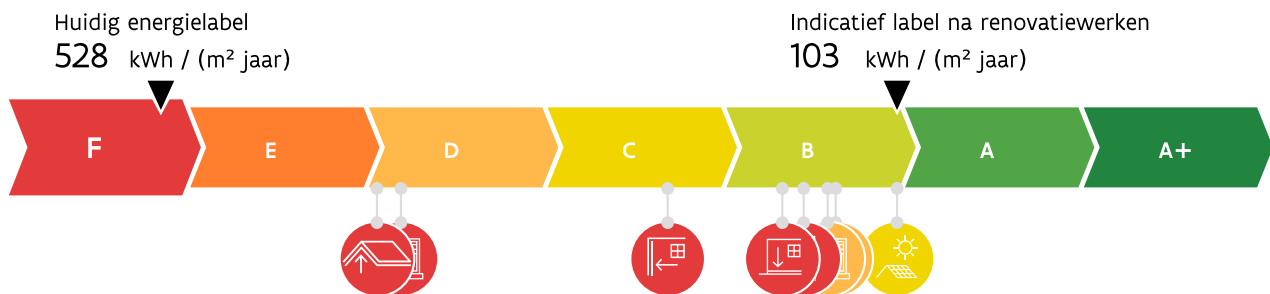 Huidig energielabel
528 kWh / (m² jaar)
Indicatief label na renovatiewerken
103 kWh / (m² jaar)
F E D C B A A+